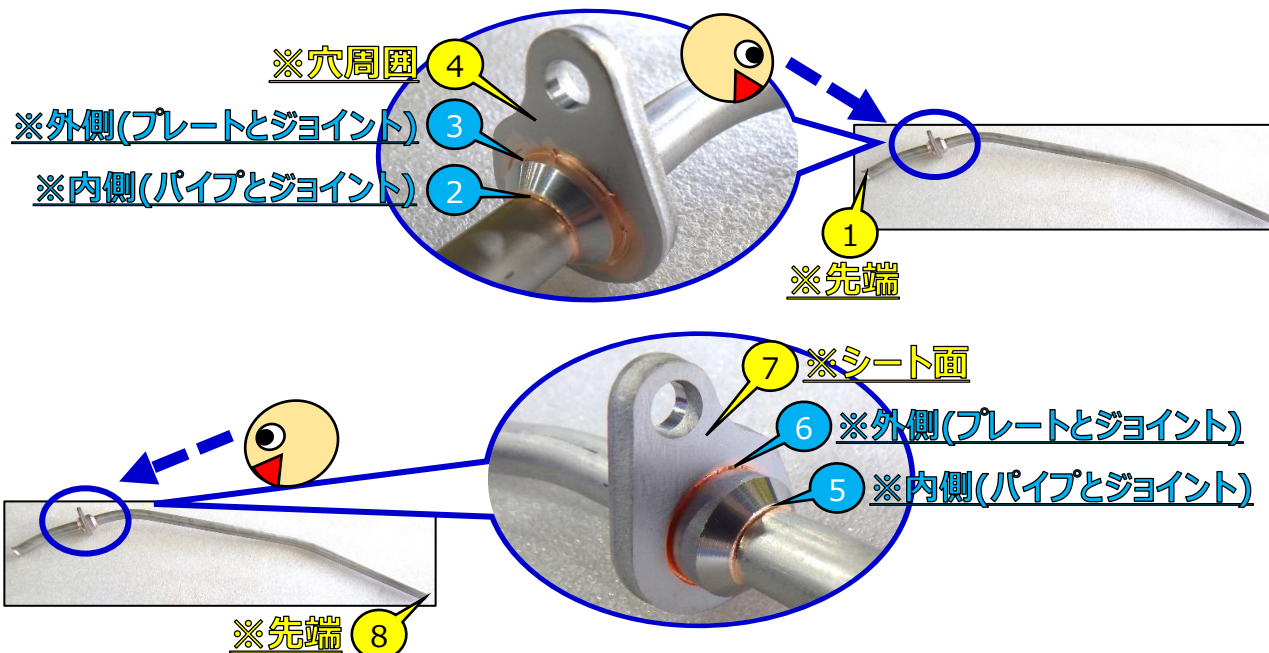 ※穴周囲 4
※外側(プレートとジョイント) 3
※内側(パイプとジョイント) 2
1
※先端
7 ※シート面
6 ※外側(プレートとジョイント)
5 ※内側(パイプとジョイント)
※先端 8